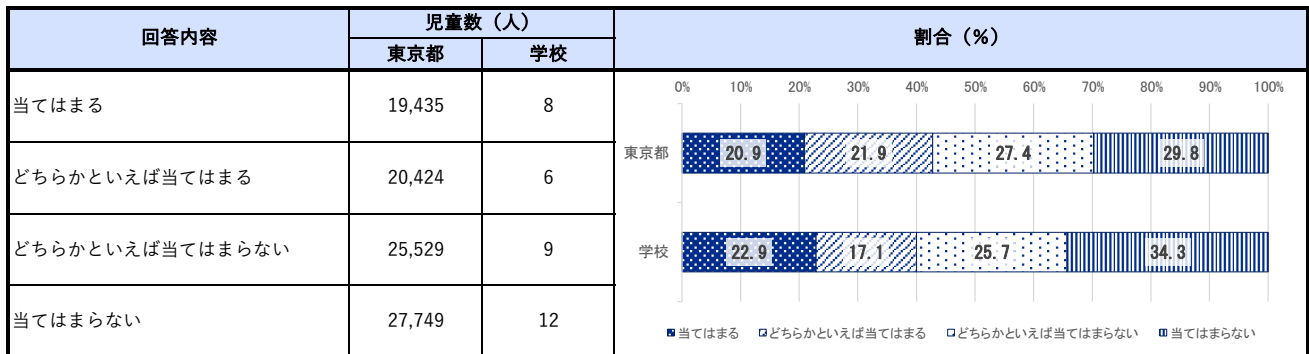 回答内容 児童数（人） 割合（%）
東京都 学校
当てはまる 19,435 8
どちらかといえば当てはまる 20,424 6
どちらかといえば当てはまらない 25,529 9
当てはまらない 27,749 12
0% 10% 20% 30% 40% 50% 60% 70% 80% 90% 100%
東京都 20.9 21.9 27.4 29.8
学校 22.9 17.1 25.7 34.3
当てはまる どちらかといえば当てはまる どちらかといえば当てはまらない 当てはまらない